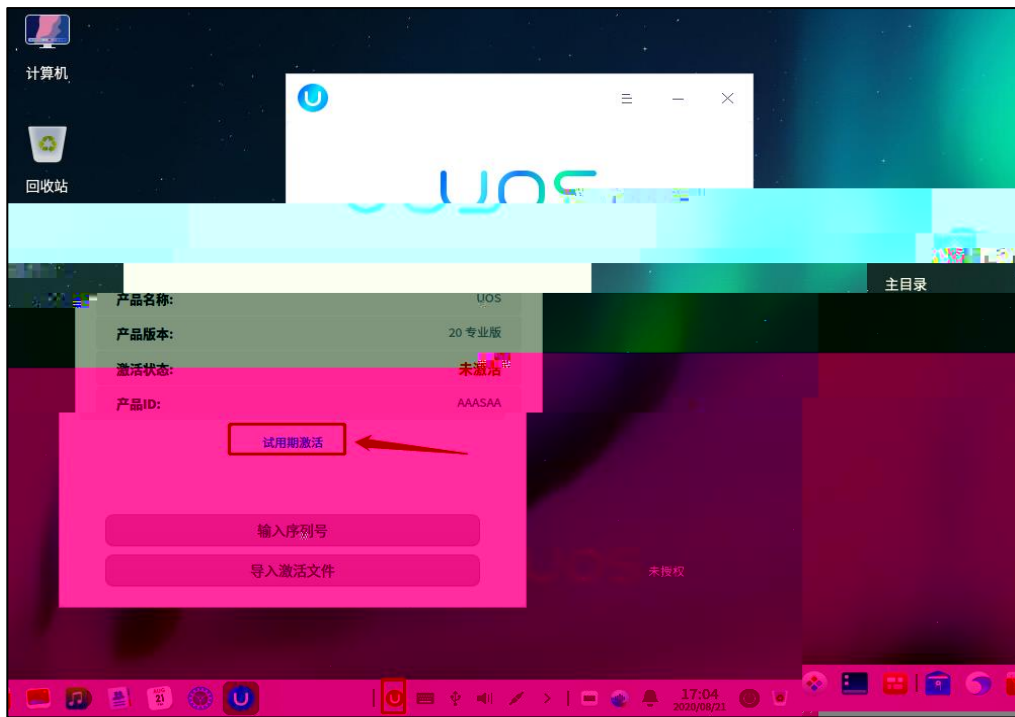 计算机
回收站
uos
主目录
产品名称:
UOS
产品版本:
20 专业版
激活状态:
未激活
产品ID:
AAASAA
试用期激活
输入序列号
导入激活文件
uos
未授权
AUG
21
17:04
2020/08/21